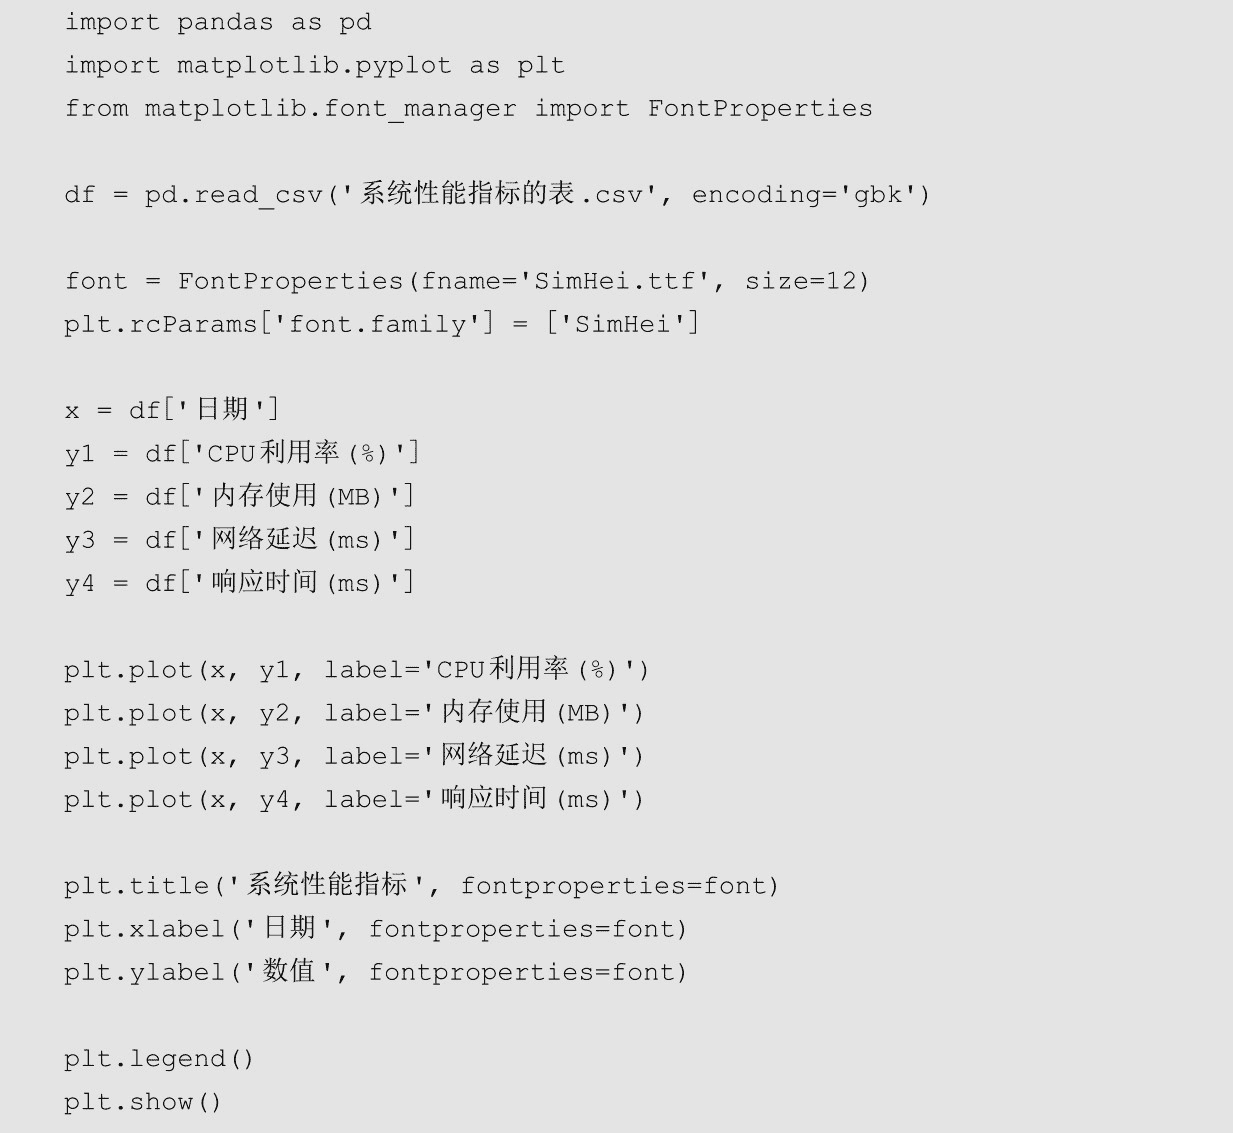 import pandas as pd
import matplotlib.pyplot as plt
from matplotlib.font_manager import FontProperties
df = pd.read_csv('系统性能指标的表.csv', encoding='gbk')
font = FontProperties(fname='SimHei.ttf', size=12)
plt.rcParams['font.family'] = ['SimHei']
x = df['日期']
y1 = df['CPU利用率(%)']
y2 = df['内存使用(MB)']
y3 = df['网络延迟(ms)']
y4 = df['响应时间(ms)']
plt.plot(x, y1, label='CPU利用率(%)')
plt.plot(x, y2, label='内存使用(MB)')
plt.plot(x, y3, label='网络延迟(ms)')
plt.plot(x, y4, label='响应时间(ms)')
plt.title('系统性能指标', fontproperties=font)
plt.xlabel('日期', fontproperties=font)
plt.ylabel('数值', fontproperties=font)
plt.legend()
plt.show()